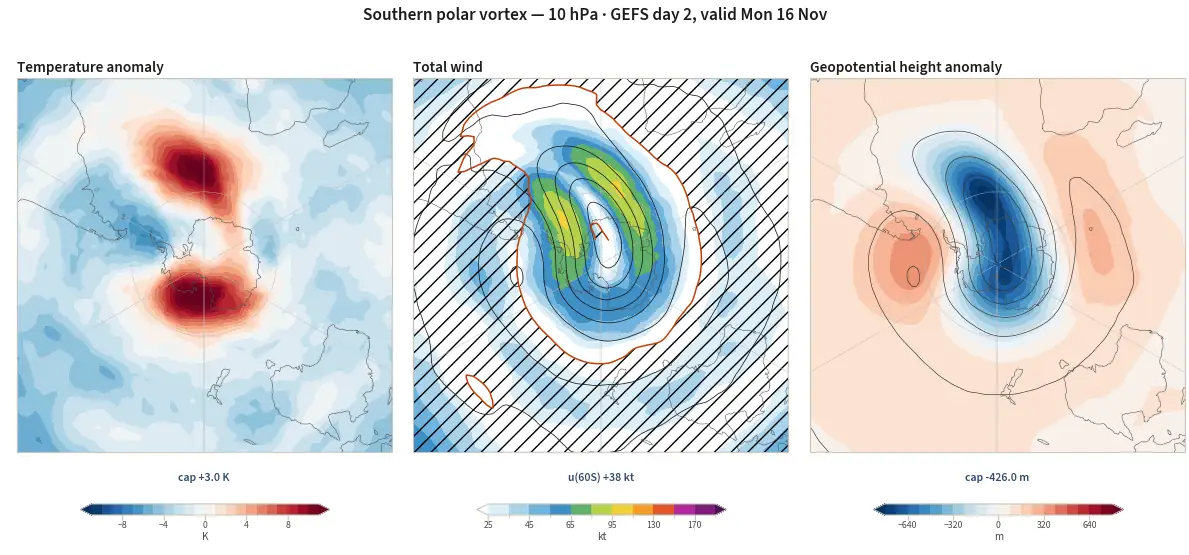 Southern polar vortex — 10 hPa · GEFS day 2, valid Mon 16 Nov
Temperature anomaly
Total wind
Geopotential height anomaly
cap +3.0 K
u(60S) +38 kt
cap -426.0 m
−8 −4 0 4 8
K
25 45 65 95 130 170
kt
−640 −320 0 320 640
m